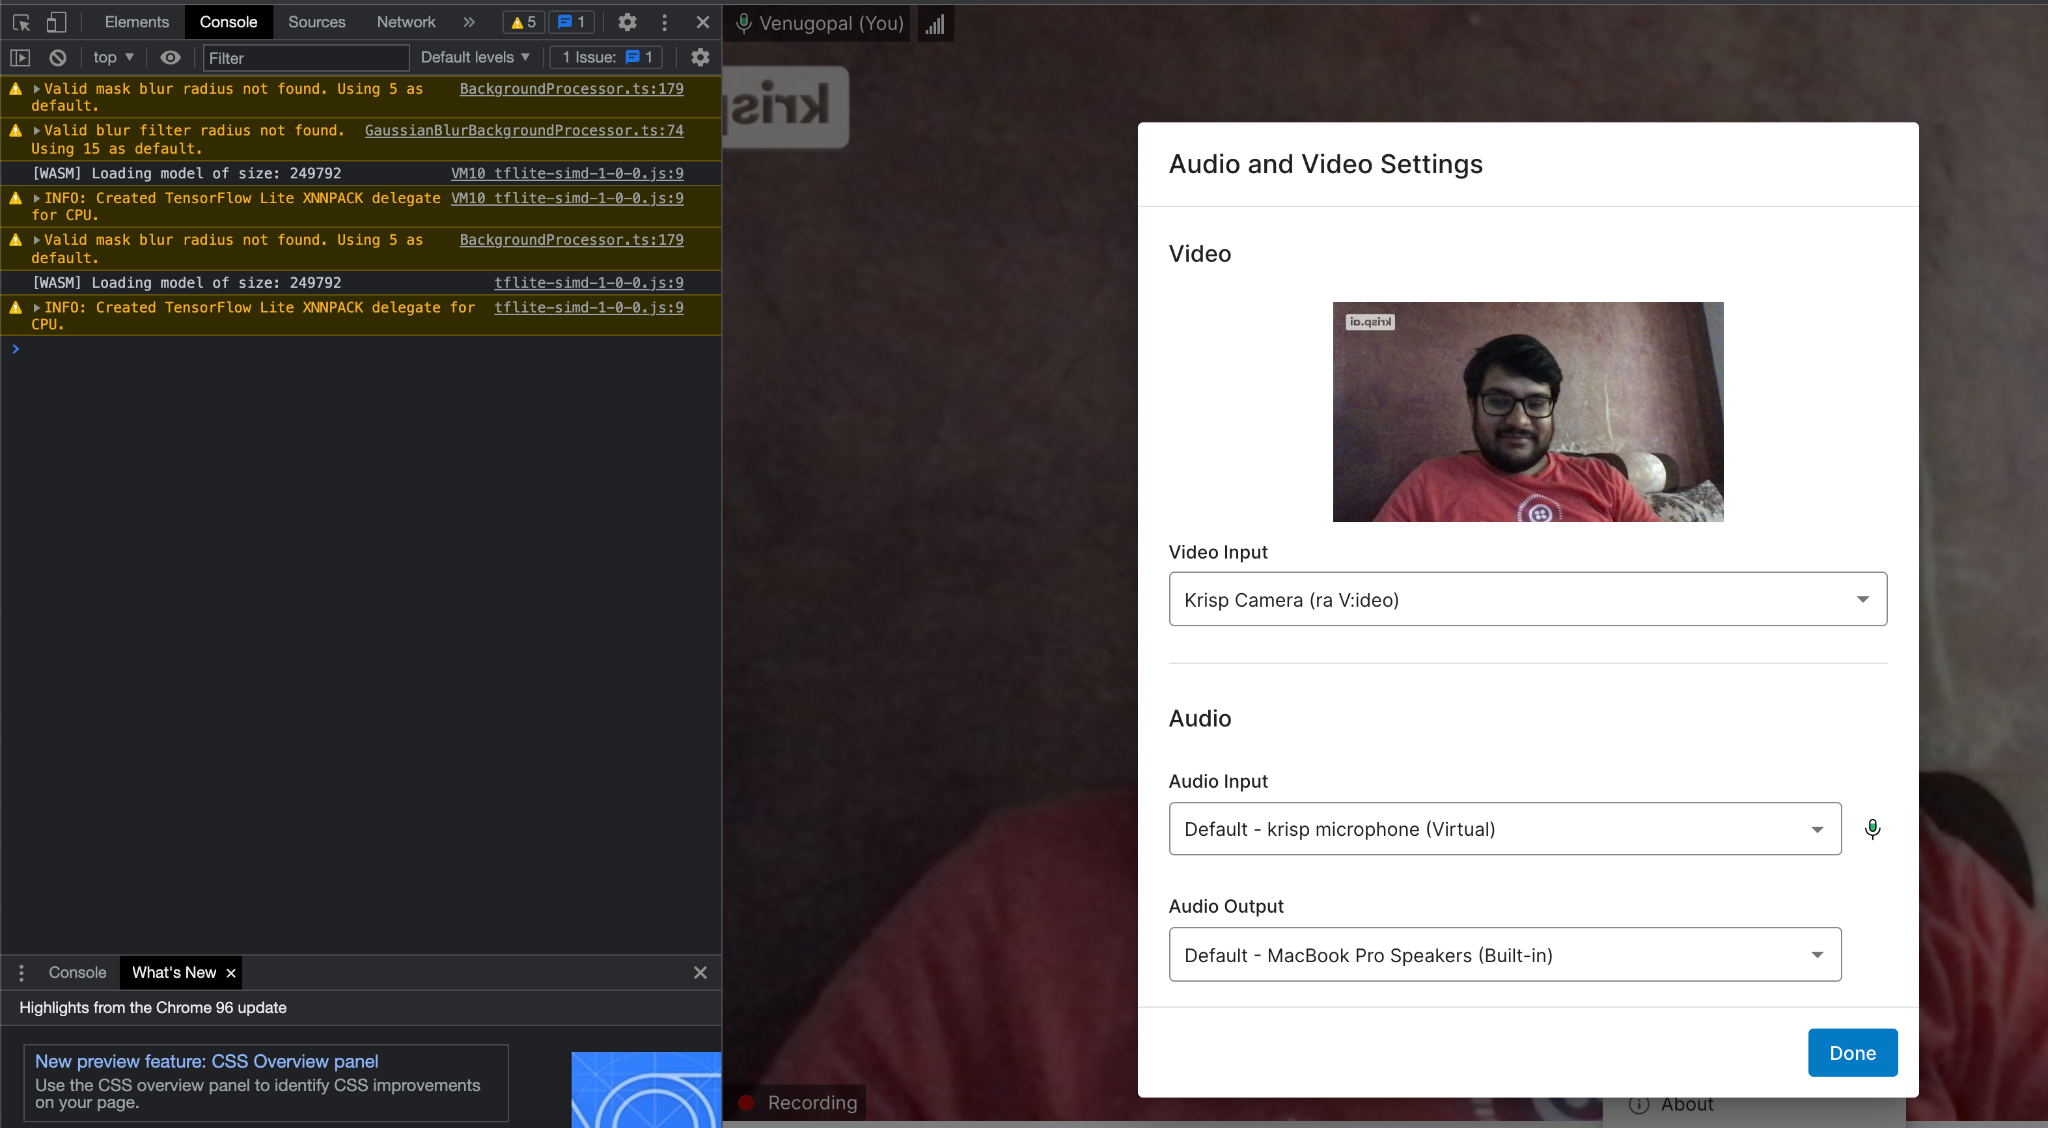 Elements Console Sources Network » 5 1
top ▼ Filter Default levels ▼ 1 Issue: 1
Valid mask blur radius not found. Using 5 as BackgroundProcessor.ts:179
default.
Valid blur filter radius not found. GaussianBlurBackgroundProcessor.ts:74
Using 15 as default.
[WASM] Loading model of size: 249792 VM10 tflite-simd-1-0-0.js:9
INFO: Created TensorFlow Lite XNNPACK delegate VM10 tflite-simd-1-0-0.js:9
for CPU.
Valid mask blur radius not found. Using 5 as BackgroundProcessor.ts:179
default.
[WASM] Loading model of size: 249792 tflite-simd-1-0-0.js:9
INFO: Created TensorFlow Lite XNNPACK delegate for tflite-simd-1-0-0.js:9
CPU.
Console What's New ×
Highlights from the Chrome 96 update
New preview feature: CSS Overview panel
Use the CSS overview panel to identify CSS improvements
on your page.
Venugopal (You)
krisp
Audio and Video Settings
Video
krisp.ai
Video Input
Krisp Camera (ra V:ideo)
Audio
Audio Input
Default - krisp microphone (Virtual)
Audio Output
Default - MacBook Pro Speakers (Built-in)
Done
Recording
About